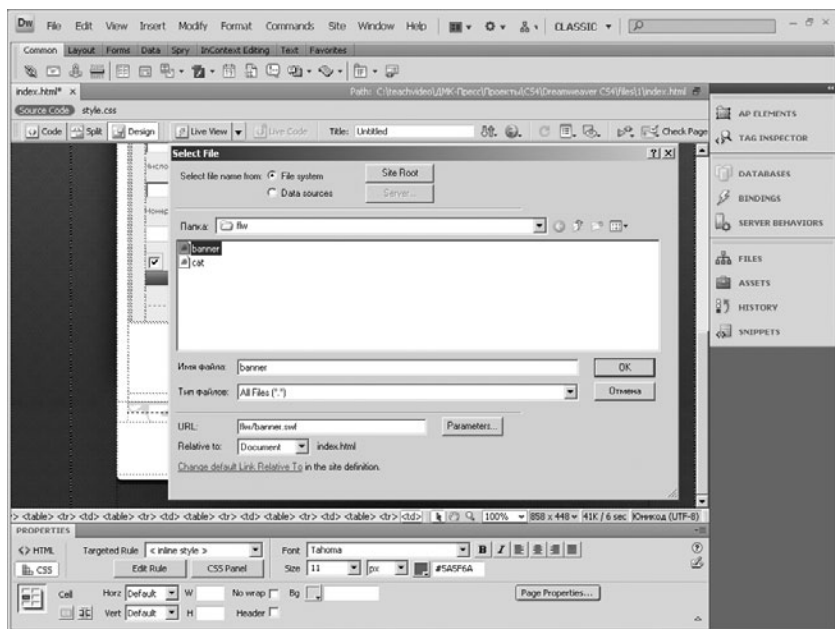 Dw File Edit View Insert Modify Format Commands Site Window Help CLASSIC
Common Layout Forms Data Spry InContext Editing Text Favorites
index.html* x Path: C:\teachvideo\ДМК-Пресс\Проекты\CS4\Dreamweaver CS4\files\1\index.html
Source Code style.css
Code Split Design Live View Live Code Title: Untitled Check Page
Select File
Select file name from: File system Site Root
Data sources Server...
Папка: flw
banner
cat
Имя файла: banner OK
Тип файлов: All Files (*.*) Отмена
URL: flw/banner.swf Parameters...
Relative to: Document index.html
Change default Link Relative To in the site definition.
AP ELEMENTS
TAG INSPECTOR
DATABASES
BINDINGS
SERVER BEHAVIORS
FILES
ASSETS
HISTORY
SNIPPETS
> <table> <tr> <td> <table> <tr> <td> <table> <tr> <td> <table> <tr> <td> <table> <tr> <td> 100% 858 x 448 41K / 6 sec Юникод (UTF-8)
PROPERTIES
<> HTML Targeted Rule < inline style > Font Tahoma B I
CSS Edit Rule CSS Panel Size 11 px #5A5F6A
Cell Horz Default W No wrap Bg Page Properties...
Vert Default H Header